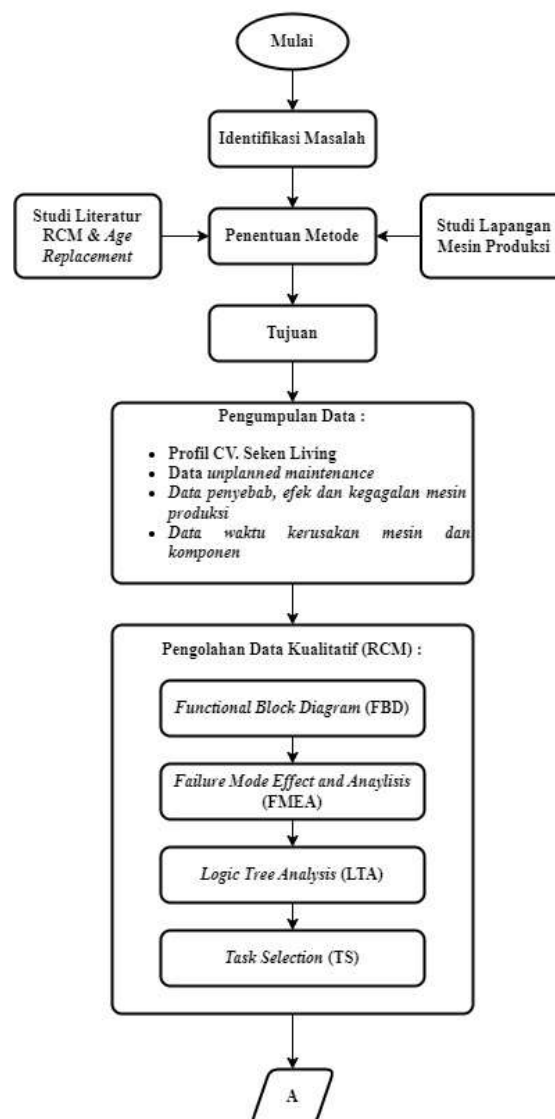 Mulai
Identifikasi Masalah
Studi Literatur
RCM & Age
Replacement
Penentuan Metode
Studi Lapangan
Mesin Produksi
Tujuan
Pengumpulan Data :
• Profil CV. Seken Living
• Data unplanned maintenance
• Data penyebab, efek dan kegagalan mesin
produksi
• Data waktu kerusakan mesin dan
komponen
Pengolahan Data Kualitatif (RCM) :
Functional Block Diagram (FBD)
Failure Mode Effect and Anaylisis
(FMEA)
Logic Tree Analysis (LTA)
Task Selection (TS)
A